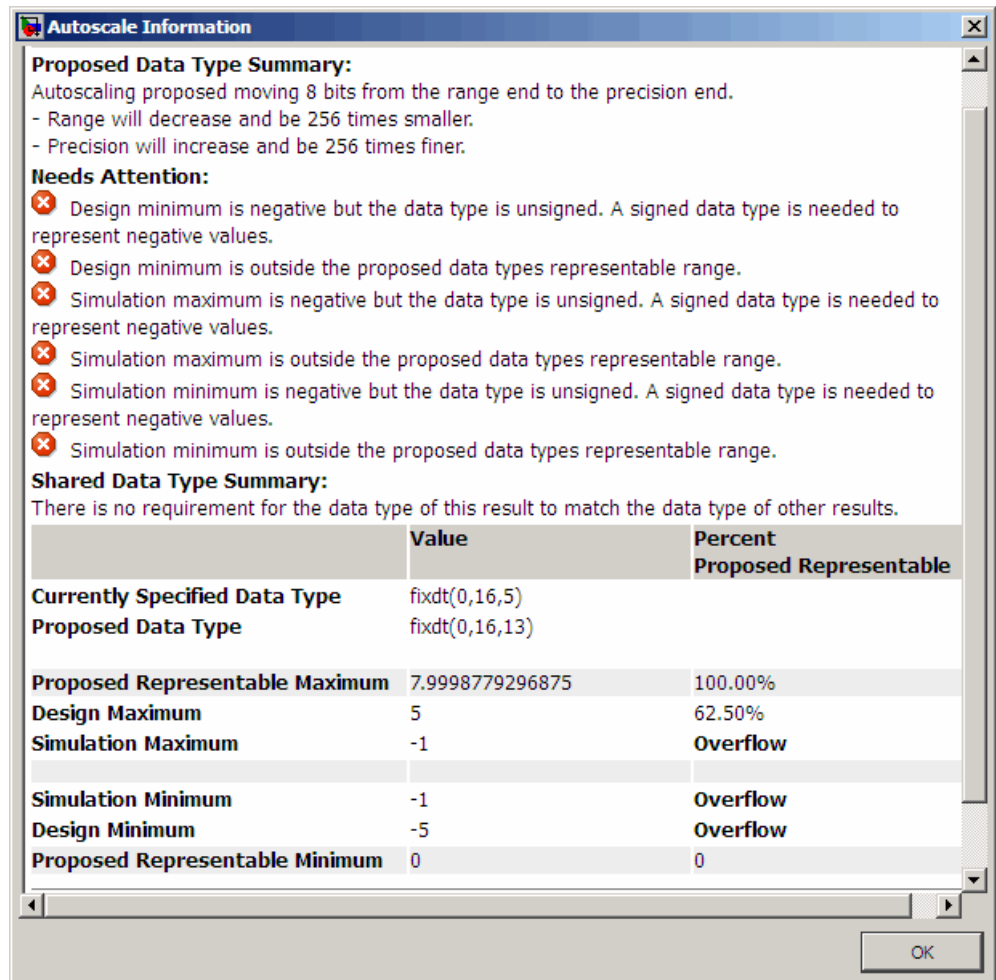 Autoscale Information
Proposed Data Type Summary:
Autoscaling proposed moving 8 bits from the range end to the precision end.
- Range will decrease and be 256 times smaller.
- Precision will increase and be 256 times finer.
Needs Attention:
Design minimum is negative but the data type is unsigned. A signed data type is needed to
represent negative values.
Design minimum is outside the proposed data types representable range.
Simulation maximum is negative but the data type is unsigned. A signed data type is needed to
represent negative values.
Simulation maximum is outside the proposed data types representable range.
Simulation minimum is negative but the data type is unsigned. A signed data type is needed to
represent negative values.
Simulation minimum is outside the proposed data types representable range.
Shared Data Type Summary:
There is no requirement for the data type of this result to match the data type of other results.
Value Percent
Proposed Representable
Currently Specified Data Type fixdt(0,16,5)
Proposed Data Type fixdt(0,16,13)
Proposed Representable Maximum 7.9998779296875 100.00%
Design Maximum 5 62.50%
Simulation Maximum -1 Overflow
Simulation Minimum -1 Overflow
Design Minimum -5 Overflow
Proposed Representable Minimum 0 0
OK